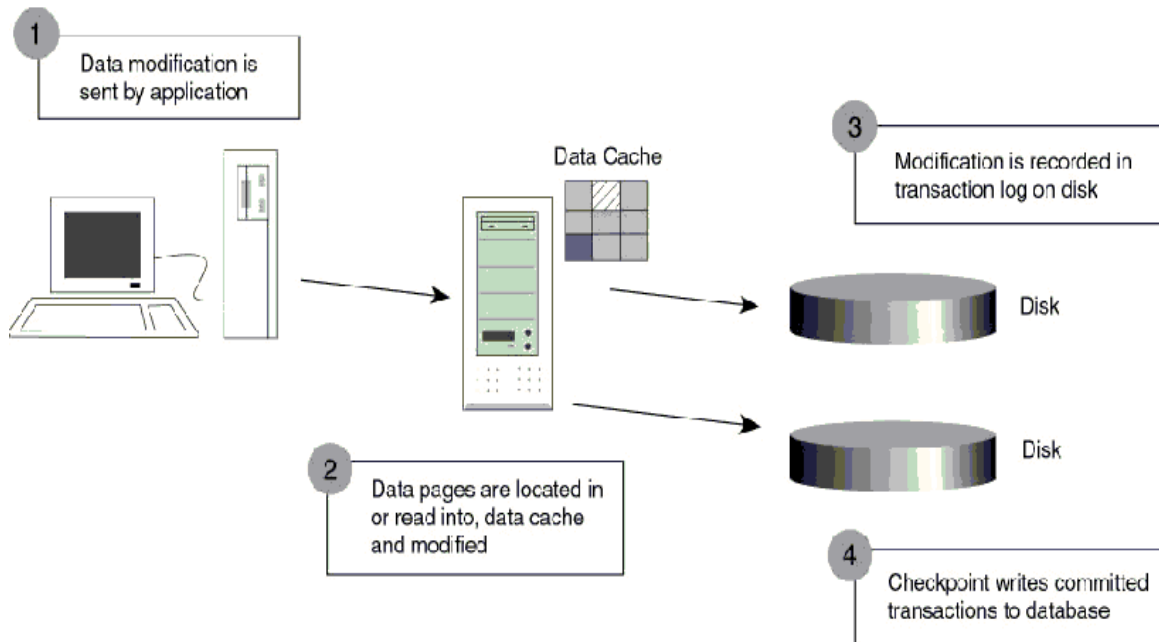 1
Data modification is
sent by application
Data Cache
3
Modification is recorded in
transaction log on disk
Disk
2
Data pages are located in
or read into, data cache
and modified
Disk
4
Checkpoint writes committed
transactions to database